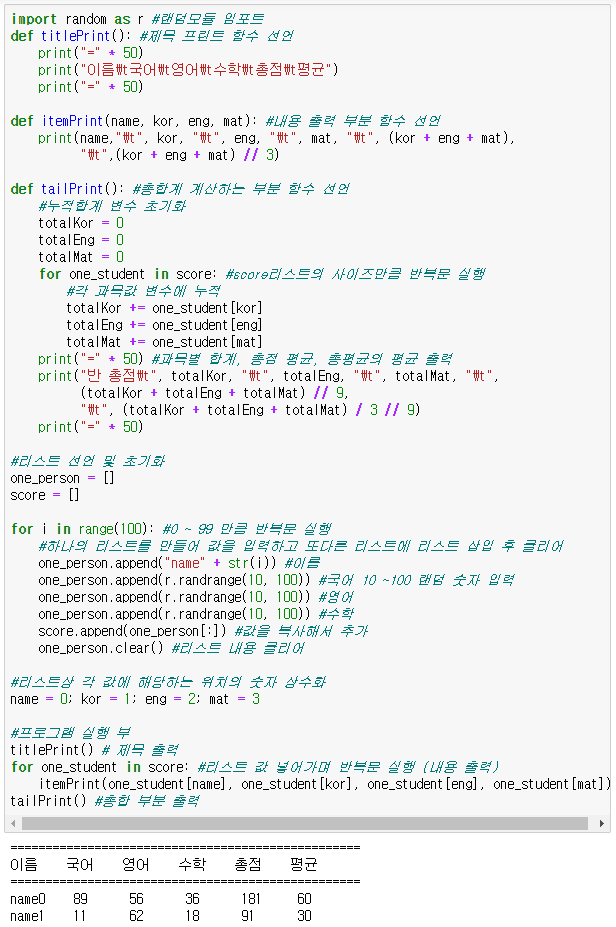 import random as r #랜덤모듈 임포트
def titlePrint(): #제목 프린트 함수 선언
    print("=" * 50)
    print("이름₩t국어₩t영어₩t수학₩t총점₩t평균")
    print("=" * 50)

def itemPrint(name, kor, eng, mat): #내용 출력 부분 함수 선언
    print(name,"₩t", kor, "₩t", eng, "₩t", mat, "₩t", (kor + eng + mat),
          "₩t",(kor + eng + mat) // 3)

def tailPrint(): #총합계 계산하는 부분 함수 선언
    #누적합계 변수 초기화
    totalKor = 0
    totalEng = 0
    totalMat = 0
    for one_student in score: #score리스트의 사이즈만큼 반복문 실행
        #각 과목값 변수에 누적
        totalKor += one_student[kor]
        totalEng += one_student[eng]
        totalMat += one_student[mat]
    print("=" * 50) #과목별 합계, 총점 평균, 총평균의 평균 출력
    print("반 총점₩t", totalKor, "₩t", totalEng, "₩t", totalMat, "₩t",
          (totalKor + totalEng + totalMat) // 9,
          "₩t", (totalKor + totalEng + totalMat) / 3 // 9)
    print("=" * 50)

#리스트 선언 및 초기화
one_person = []
score = []

for i in range(100): #0 ~ 99 만큼 반복문 실행
    #하나의 리스트를 만들어 값을 입력하고 또다른 리스트에 리스트 삽입 후 클리어
    one_person.append("name" + str(i)) #이름
    one_person.append(r.randrange(10, 100)) #국어 10 ~100 랜덤 숫자 입력
    one_person.append(r.randrange(10, 100)) #영어
    one_person.append(r.randrange(10, 100)) #수학
    score.append(one_person[:]) #값을 복사해서 추가
    one_person.clear() #리스트 내용 클리어

#리스트상 각 값에 해당하는 위치의 숫자 상수화
name = 0; kor = 1; eng = 2; mat = 3

#프로그램 실행 부
titlePrint() # 제목 출력
for one_student in score: #리스트 값 넣어가며 반복문 실행 (내용 출력)
    itemPrint(one_student[name], one_student[kor], one_student[eng], one_student[mat])
tailPrint() #총합 부분 출력
==================================================
이름 국어 영어 수학 총점 평균
==================================================
name0 89 56 36 181 60
name1 11 62 18 91 30